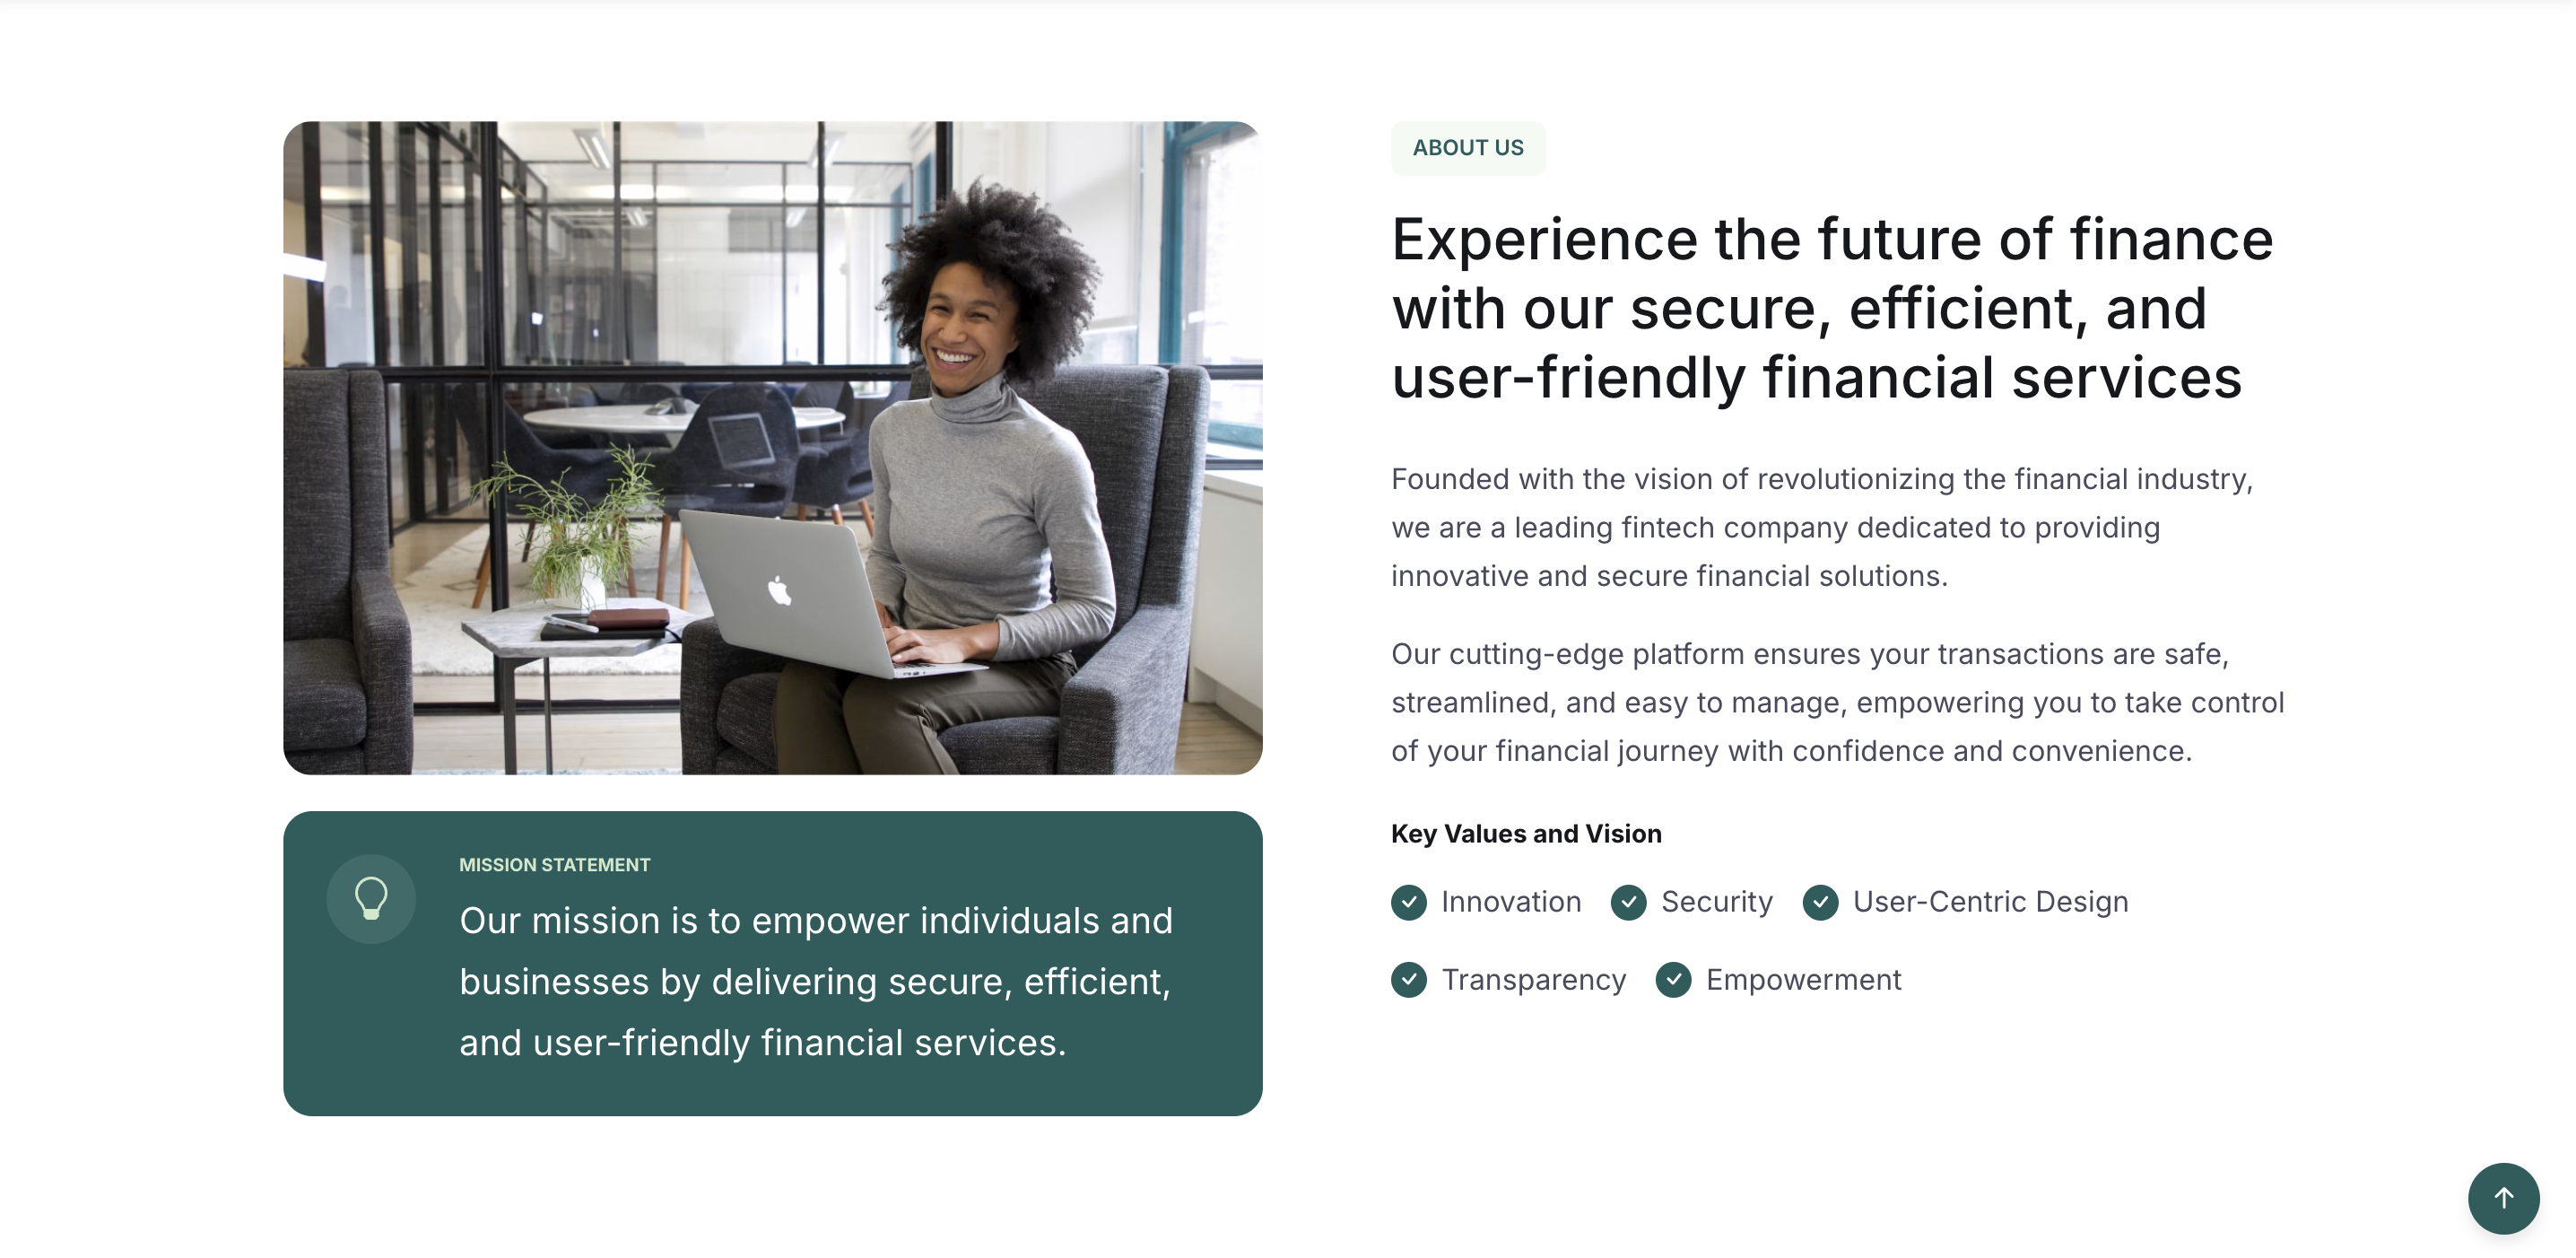 ABOUT US
Experience the future of finance
with our secure, efficient, and
user-friendly financial services
Founded with the vision of revolutionizing the financial industry,
we are a leading fintech company dedicated to providing
innovative and secure financial solutions.
Our cutting-edge platform ensures your transactions are safe,
streamlined, and easy to manage, empowering you to take control
of your financial journey with confidence and convenience.
Key Values and Vision
Innovation Security User-Centric Design
Transparency Empowerment
MISSION STATEMENT
Our mission is to empower individuals and
businesses by delivering secure, efficient,
and user-friendly financial services.